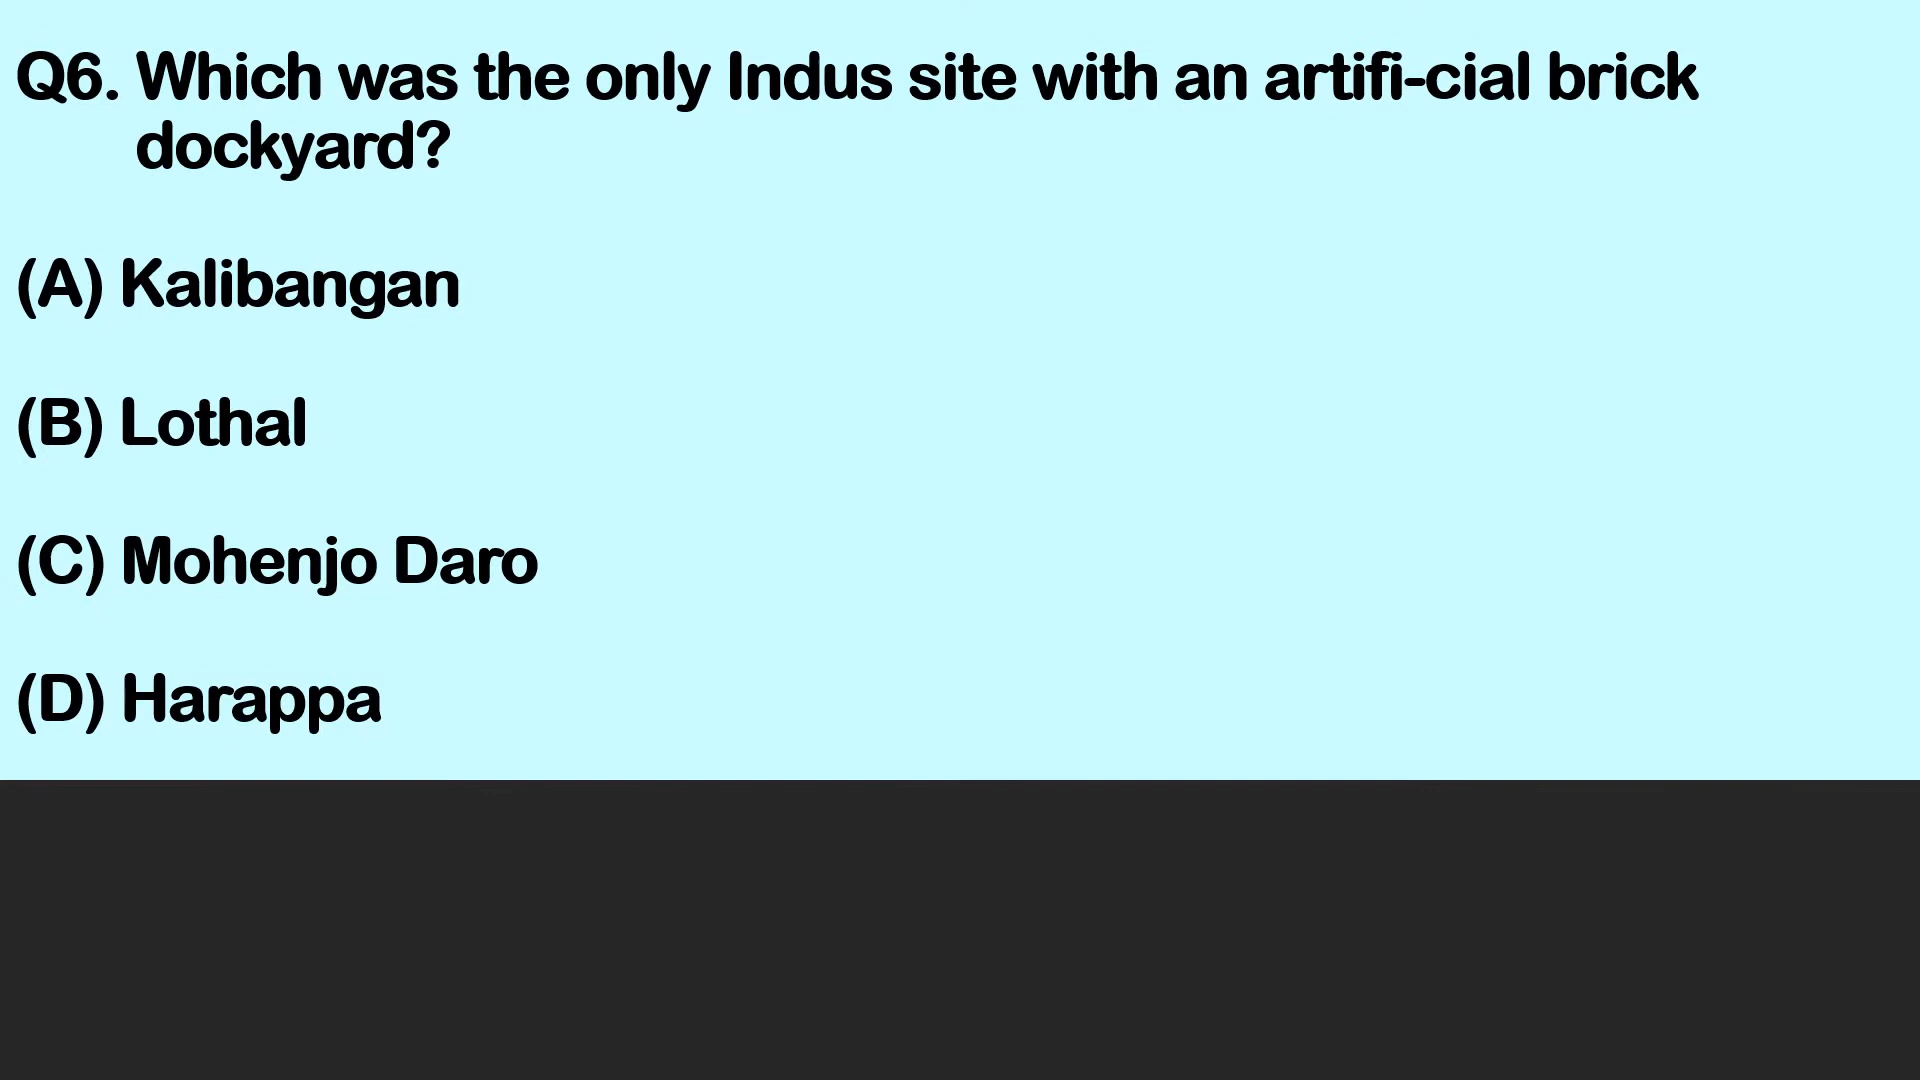 Q6. Which was the only Indus site with an artifi-cial brick
dockyard?
(A) Kalibangan
(B) Lothal
(C) Mohenjo Daro
(D) Harappa